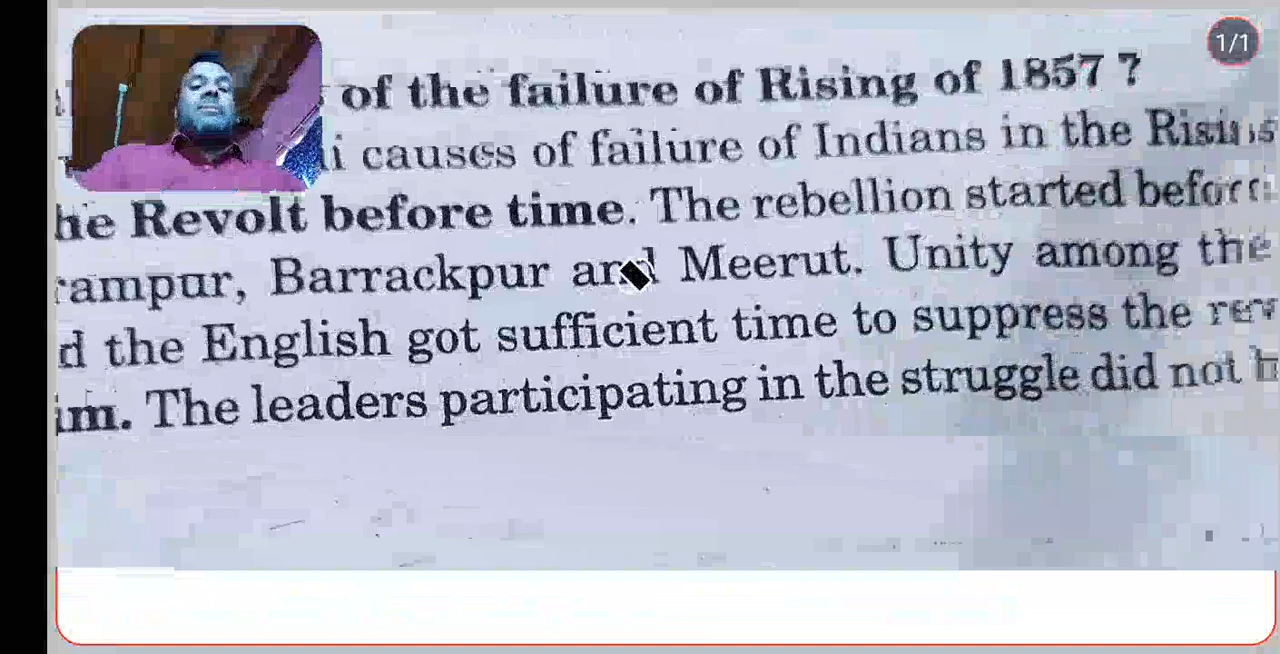 1/1
of the failure of Rising of 1857 ?
causes of failure of Indians in the
Revolt before time. The rebellion started before
Barrackpur and Meerut. Unity among the
the English got sufficient time to suppress the
The leaders participating in the struggle did not